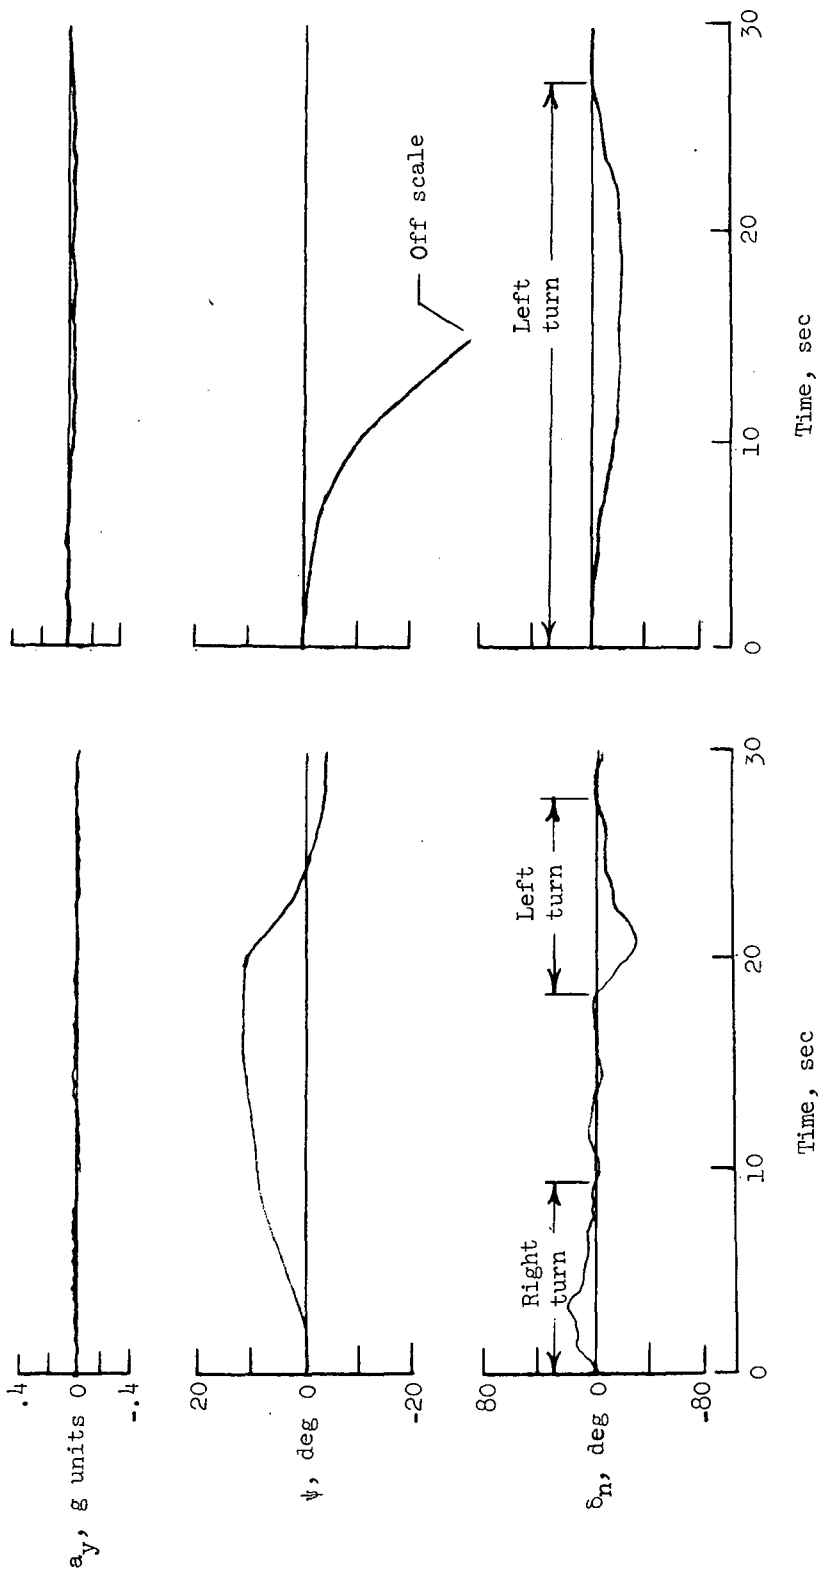 .4
a_y, g units 0
-.4
20
ψ, deg 0
-20
Off scale
80
δ_n, deg 0
-80
Right turn
Left turn
Left turn
0 10 20 30
Time, sec
0 10 20 30
Time, sec